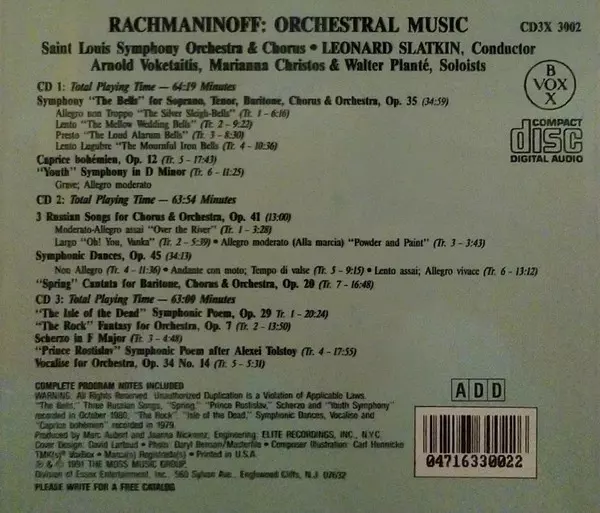 RACHMANINOFF: ORCHESTRAL MUSIC
CD3X 3002
Saint Louis Symphony Orchestra & Chorus • LEONARD SLATKIN, Conductor
Arnold Voketaitis, Marianna Christos & Walter Planté, Soloists
VOX BOX
COMPACT
disc
DIGITAL AUDIO
CD 1: Total Playing Time — 64:19 Minutes
Symphony "The Bells" for Soprano, Tenor, Baritone, Chorus & Orchestra, Op. 35 (34:59)
Allegro non Troppo "The Silver Sleigh-Bells" (Tr. 1 - 6:16)
Lento "The Mellow Wedding Bells" (Tr. 2 - 9:22)
Presto "The Loud Alarum Bells" (Tr. 3 - 8:30)
Lento Lugubre "The Mournful Iron Bells (Tr. 4 - 10:36)
Caprice bohémien, Op. 12 (Tr. 5 - 17:43)
"Youth" Symphony in D Minor (Tr. 6 - 11:25)
Grave; Allegro moderato
CD 2: Total Playing Time — 63:54 Minutes
3 Russian Songs for Chorus & Orchestra, Op. 41 (13:00)
Moderato-Allegro assai "Over the River" (Tr. 1 - 3:28)
Largo "Oh! You, Vanka" (Tr. 2 - 5:39) • Allegro moderato (Alla marcia) "Powder and Paint" (Tr. 3 - 3:43)
Symphonic Dances, Op. 45 (34:13)
Non Allegro (Tr. 4 - 11:36) • Andante con moto; Tempo di valse (Tr. 5 - 9:15) • Lento assai; Allegro vivace (Tr. 6 - 13:12)
"Spring" Cantata for Baritone, Chorus & Orchestra, Op. 20 (Tr. 7 - 16:48)
CD 3: Total Playing Time — 63:00 Minutes
"The Isle of the Dead" Symphonic Poem, Op. 29 Tr. 1 - 20:24)
"The Rock" Fantasy for Orchestra, Op. 7 (Tr. 2 - 13:50)
Scherzo in F Major (Tr. 3 - 4:48)
"Prince Rostislav" Symphonic Poem after Alexei Tolstoy (Tr. 4 - 17:55)
Vocalise for Orchestra, Op. 34 No. 14 (Tr. 5 - 5:31)
COMPLETE PROGRAM NOTES INCLUDED
WARNING: All Rights Reserved. Unauthorized Duplication is a Violation of Applicable Laws.
"The Bells," Three Russian Songs, "Spring," "Prince Rostislav," Scherzo and "Youth Symphony"
recorded in October 1980; "The Rock" "Isle of the Dead," Symphonic Dances, Vocalise and
"Caprice bohémien" recorded in 1979.
Produced by Marc Aubort and Joanna Nickrenz, Engineering: ELITE RECORDINGS, INC., N.Y.C.
Cover Design: David Lartaud • Photo: Daryl Benson/Masterfile • Composer Illustration: Carl Hennicke
TMK(s)® VoxBox • Marca(s) Registrada(s) • Printed in U.S.A.
℗ & © 1991 THE MOSS MUSIC GROUP,
Division of Essex Entertainment, Inc., 560 Sylvan Ave., Englewood Cliffs, N.J. 07632
PLEASE WRITE FOR A FREE CATALOG
ADD
04716330022